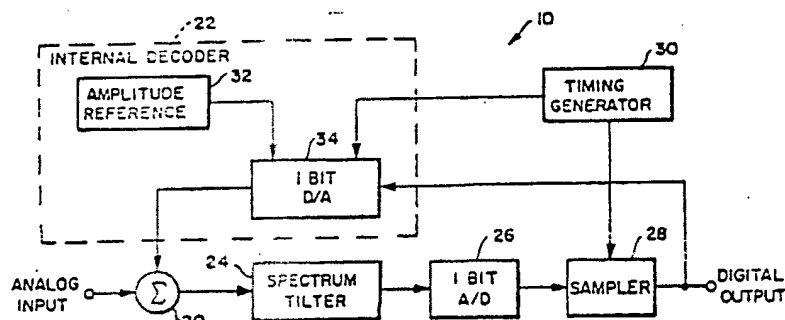 10
22
INTERNAL DECODER
32
AMPLITUDE
REFERENCE
30
TIMING
GENERATOR
34
1 BIT
D/A
ANALOG
INPUT
Σ
20
24
SPECTRUM
TILTER
26
1 BIT
A/D
28
SAMPLER
DIGITAL
OUTPUT